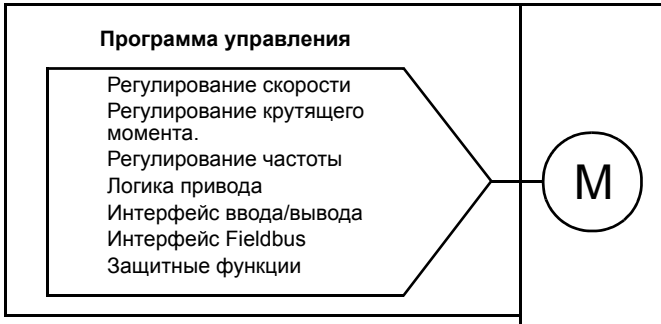 Программа управления
Регулирование скорости
Регулирование крутящего
момента.
Регулирование частоты
Логика привода
Интерфейс ввода/вывода
Интерфейс Fieldbus
Защитные функции
M